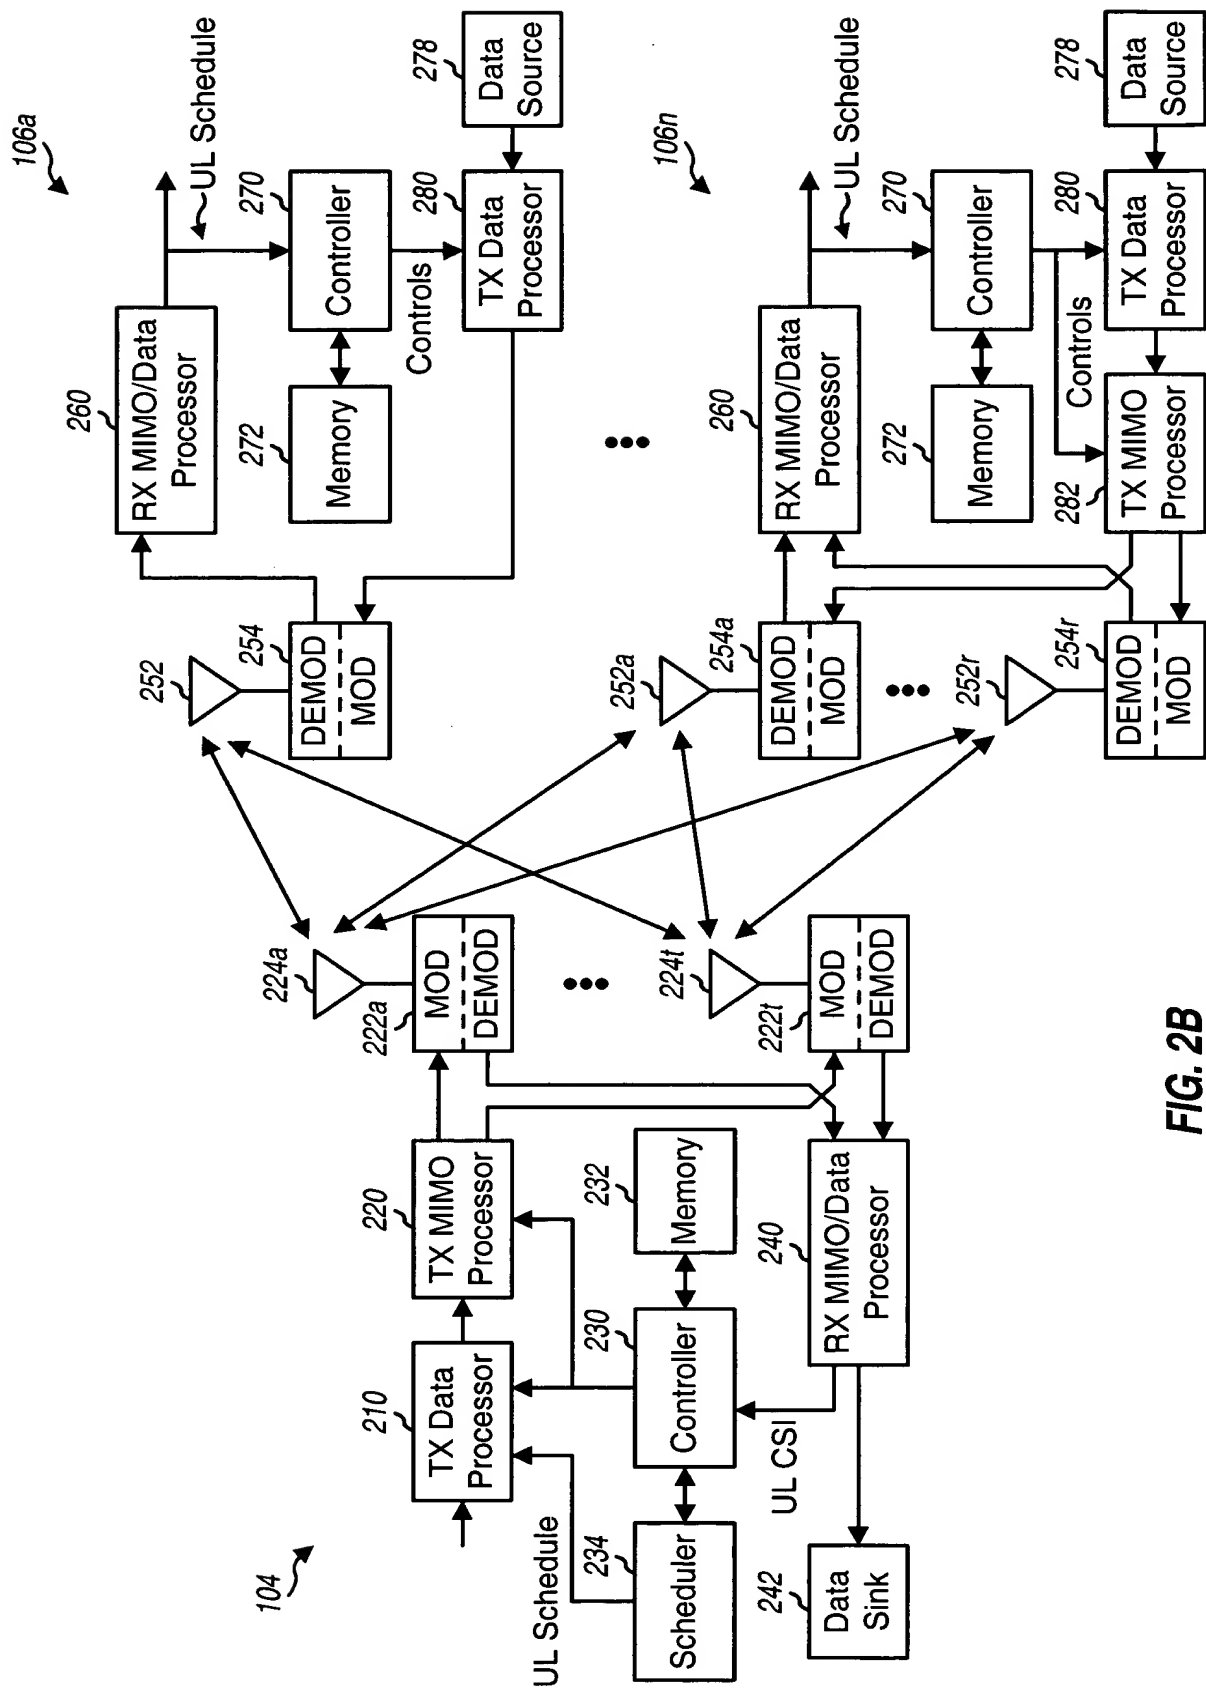 104
UL Schedule
210
TX Data
Processor
220
TX MIMO
Processor
222a
MOD
DEMOD
224a
234
Scheduler
230
Controller
232
Memory
UL CSI
242
Data
Sink
240
RX MIMO/Data
Processor
222t
MOD
DEMOD
224t
106a
252
254
DEMOD
MOD
260
RX MIMO/Data
Processor
UL Schedule
272
Memory
270
Controller
Controls
280
TX Data
Processor
278
Data
Source
106n
252a
254a
DEMOD
MOD
252r
254r
DEMOD
MOD
260
RX MIMO/Data
Processor
UL Schedule
272
Memory
270
Controller
Controls
282
TX MIMO
Processor
280
TX Data
Processor
278
Data
Source
FIG. 2B